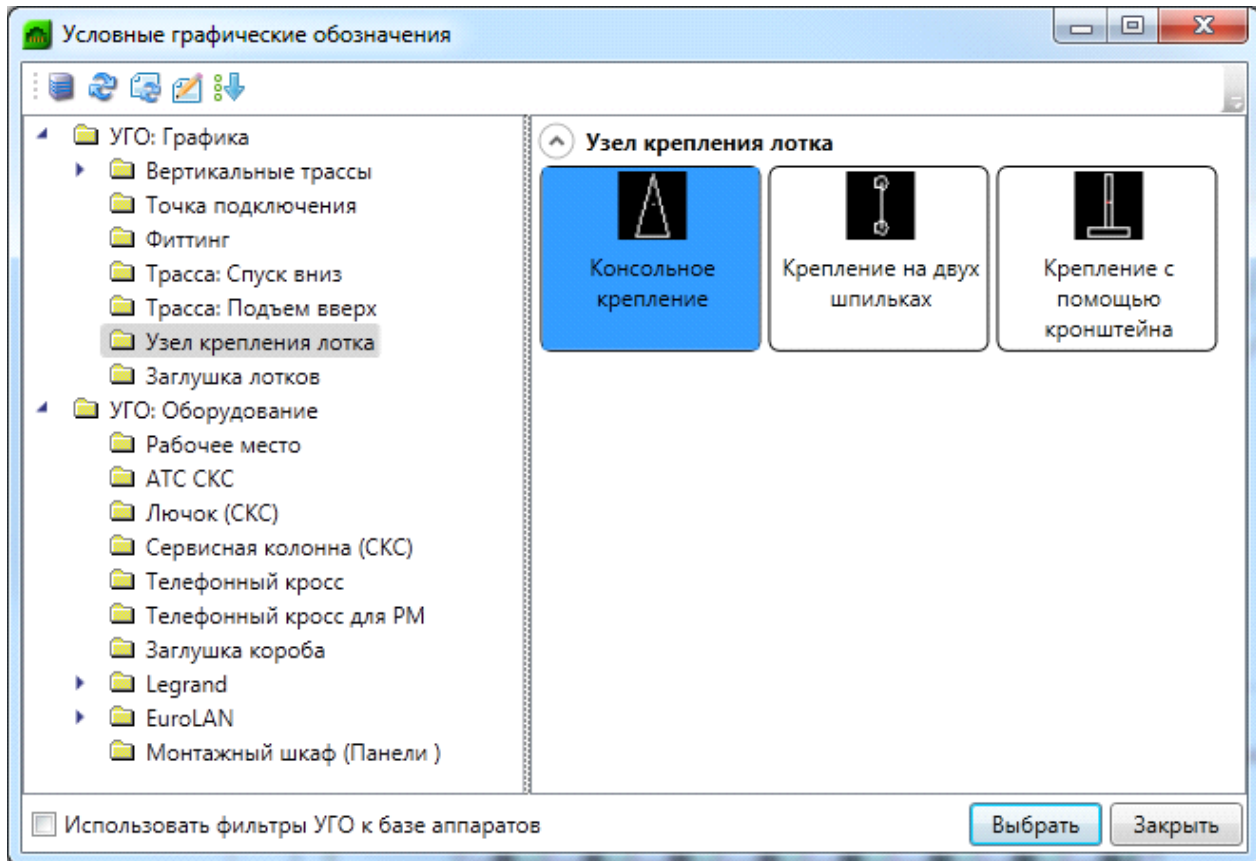 Условные графические обозначения
УГО: Графика
Вертикальные трассы
Точка подключения
Фиттинг
Трасса: Спуск вниз
Трасса: Подъем вверх
Узел крепления лотка
Заглушка лотков
УГО: Оборудование
Рабочее место
АТС СКС
Лючок (СКС)
Сервисная колонна (СКС)
Телефонный кросс
Телефонный кросс для РМ
Заглушка короба
Legrand
EuroLAN
Монтажный шкаф (Панели )
Узел крепления лотка
Консольное
крепление
Крепление на двух
шпильках
Крепление с
помощью
кронштейна
Использовать фильтры УГО к базе аппаратов
Выбрать
Закрыть